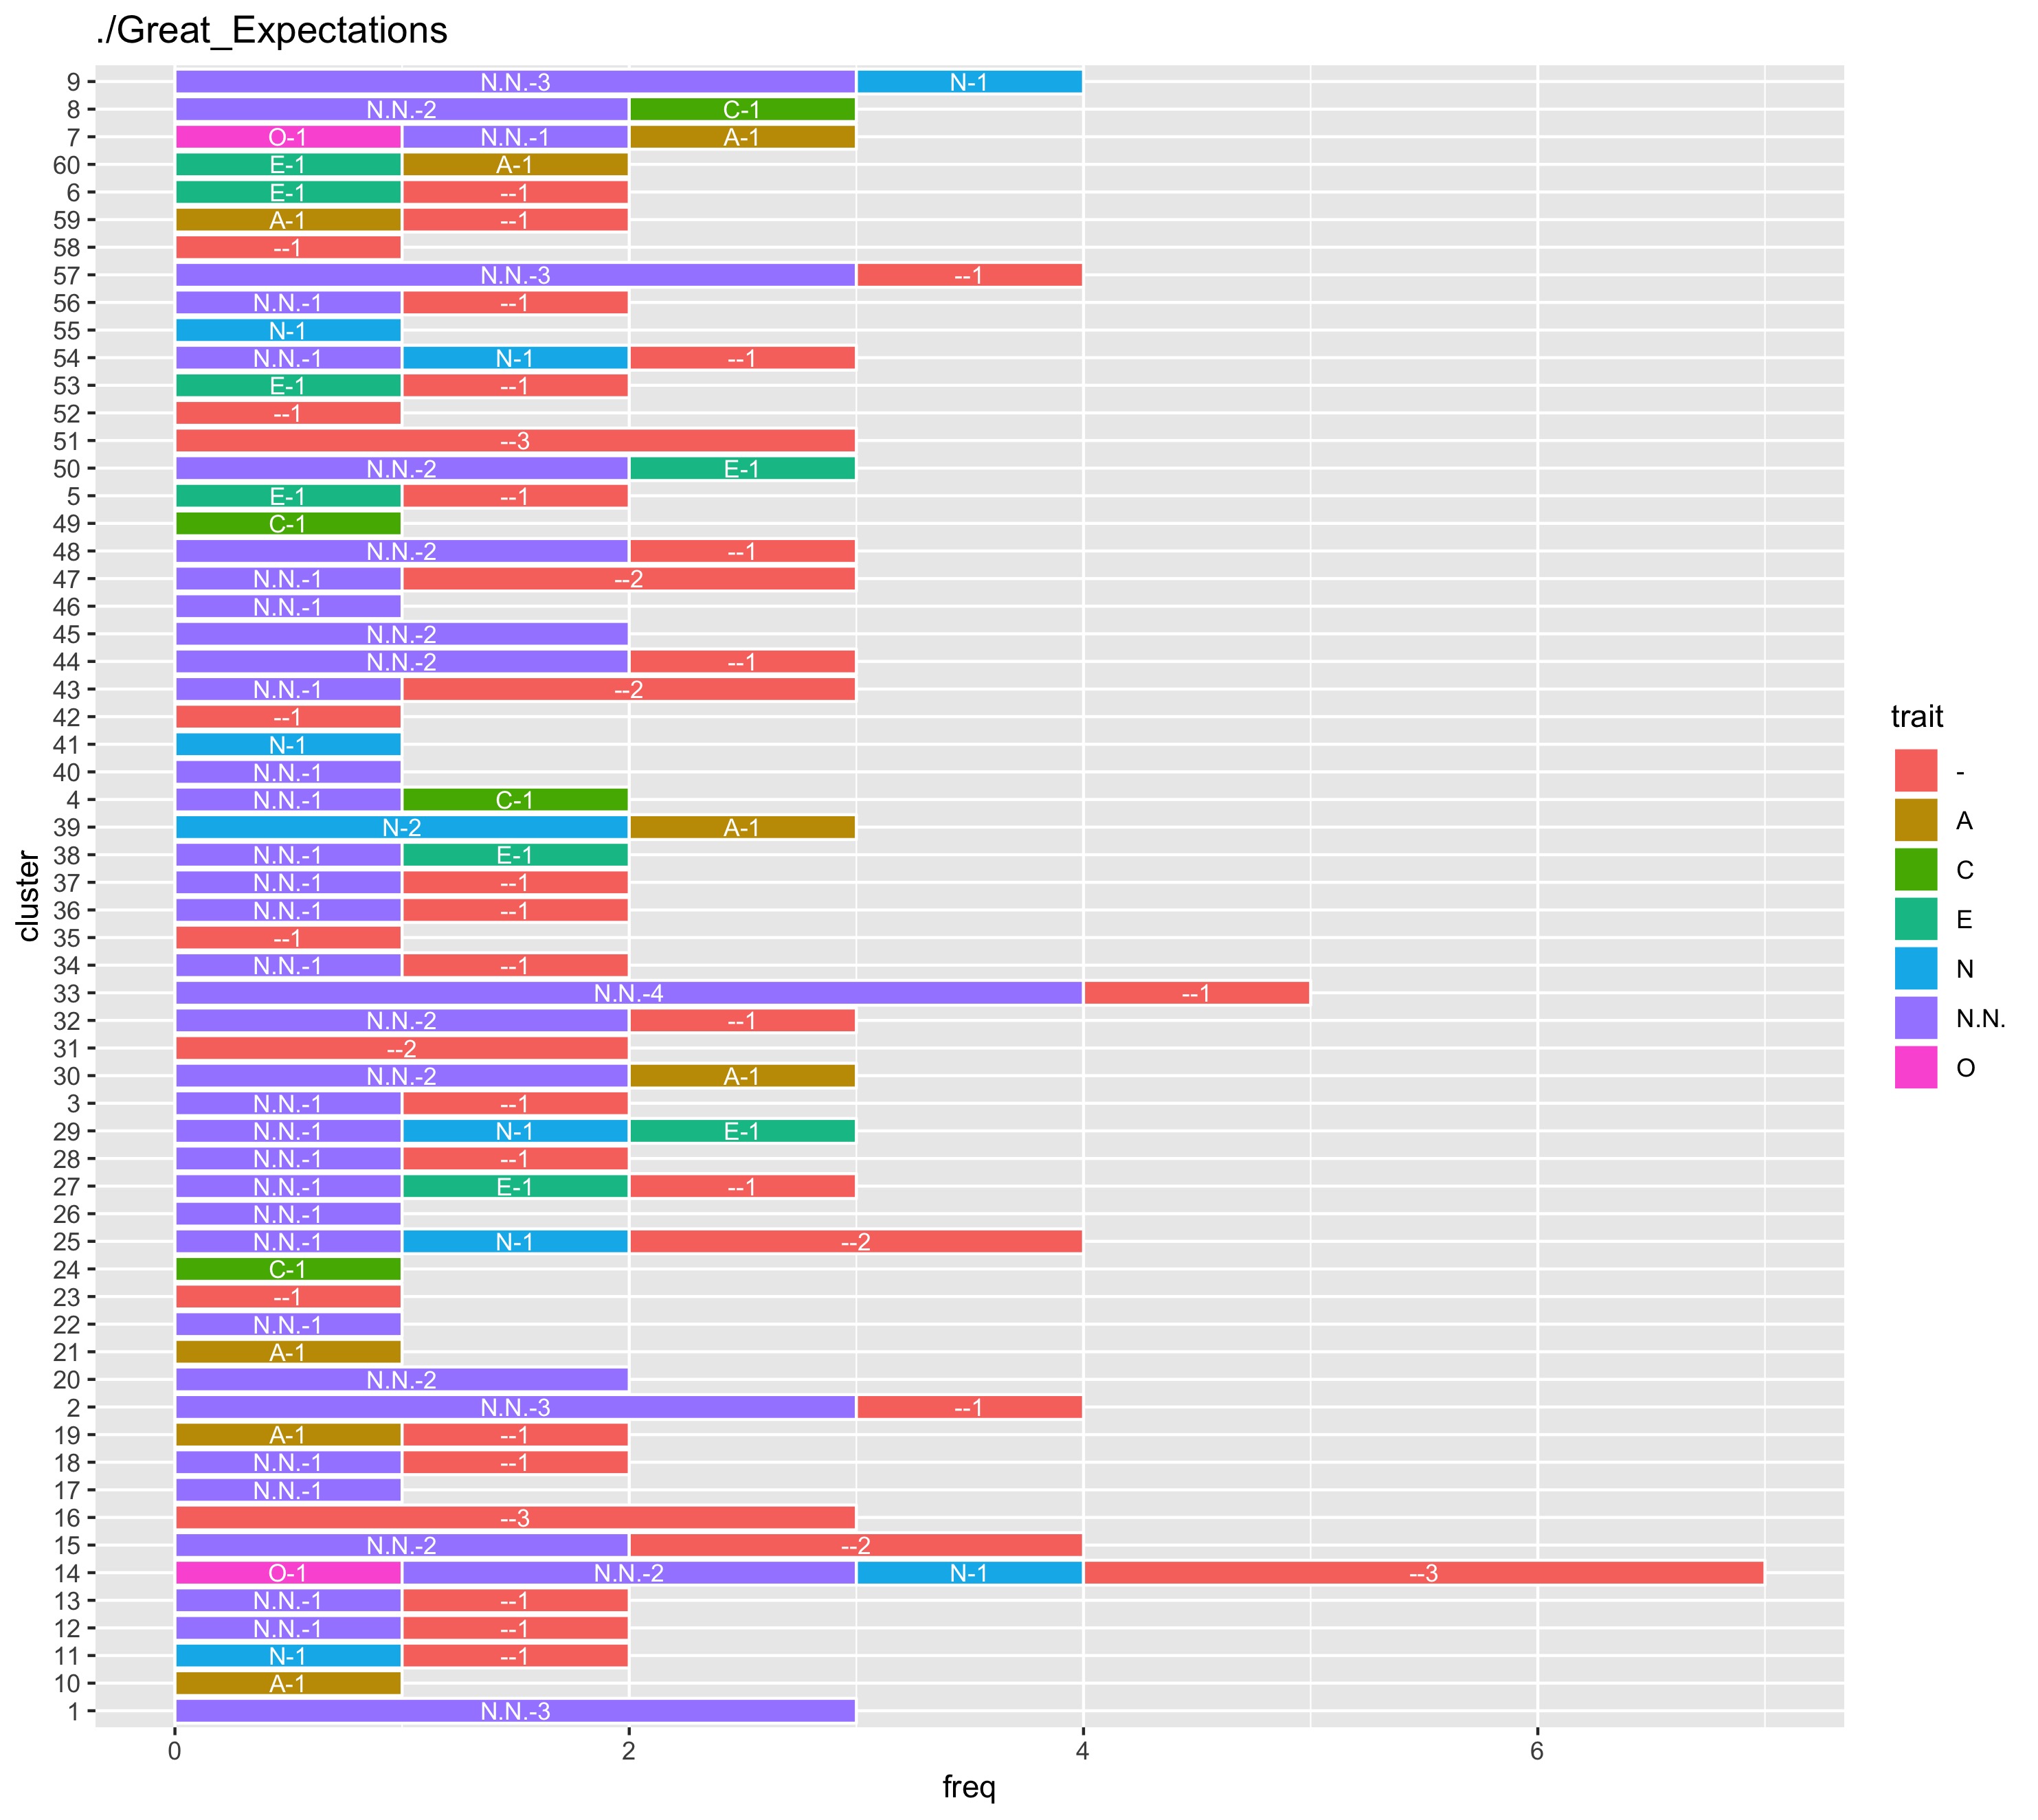 ./Great_Expectations
9 N.N.-3 N-1
8 N.N.-2 C-1
7 O-1 N.N.-1 A-1
60 E-1 A-1
6 E-1 --1
59 A-1 --1
58 --1
57 N.N.-3 --1
56 N.N.-1 --1
55 N-1
54 N.N.-1 N-1 --1
53 E-1 --1
52 --1
51 --3
50 N.N.-2 E-1
5 E-1 --1
49 C-1
48 N.N.-2 --1
47 N.N.-1 --2
46 N.N.-1
45 N.N.-2
44 N.N.-2 --1
43 N.N.-1 --2
42 --1
41 N-1
40 N.N.-1
4 N.N.-1 C-1
39 N-2 A-1
38 N.N.-1 E-1
37 N.N.-1 --1
36 N.N.-1 --1
35 --1
34 N.N.-1 --1
33 N.N.-4 --1
32 N.N.-2 --1
31 --2
30 N.N.-2 A-1
3 N.N.-1 --1
29 N.N.-1 N-1 E-1
28 N.N.-1 --1
27 N.N.-1 E-1 --1
26 N.N.-1
25 N.N.-1 N-1 --2
24 C-1
23 --1
22 N.N.-1
21 A-1
20 N.N.-2
2 N.N.-3 --1
19 A-1 --1
18 N.N.-1 --1
17 N.N.-1
16 --3
15 N.N.-2 --2
14 O-1 N.N.-2 N-1 --3
13 N.N.-1 --1
12 N.N.-1 --1
11 N-1 --1
10 A-1
1 N.N.-3
0 2 4 6
freq
cluster
trait
-
A
C
E
N
N.N.
O